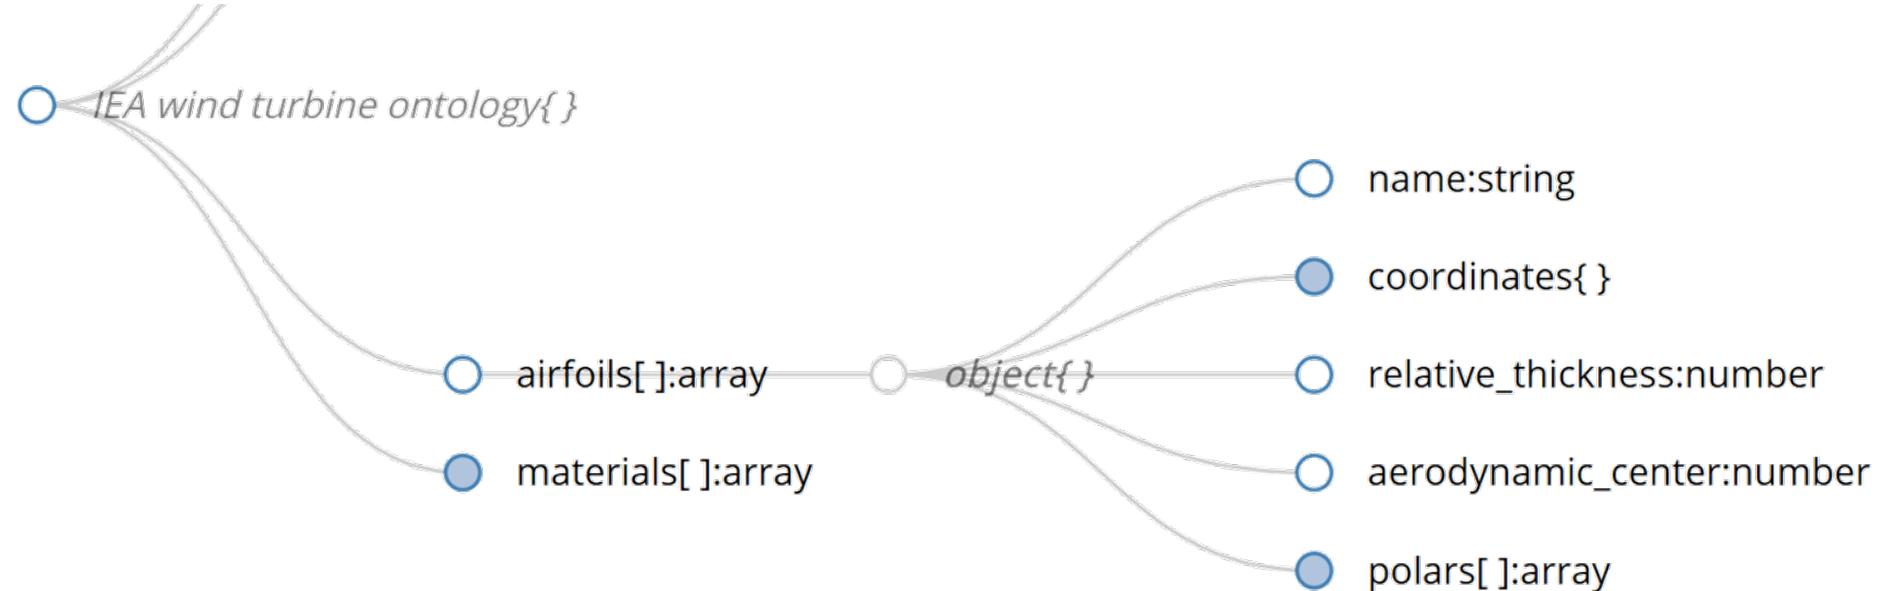 IEA wind turbine ontology{ }
name:string
coordinates{ }
airfoils[ ]:array
object{ }
relative_thickness:number
materials[ ]:array
aerodynamic_center:number
polars[ ]:array